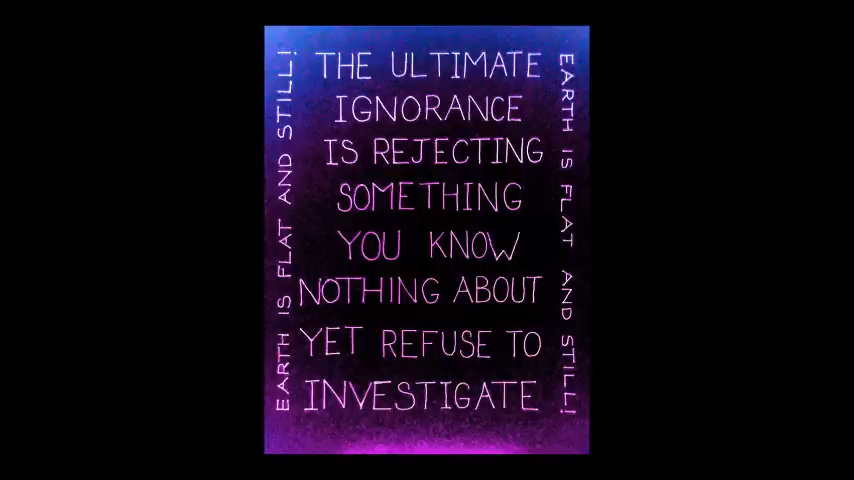 THE ULTIMATE
IGNORANCE
IS REJECTING
SOMETHING
YOU KNOW
NOTHING ABOUT
YET REFUSE TO
INVESTIGATE
EARTH IS FLAT AND STILL!
EARTH IS FLAT AND STILL!